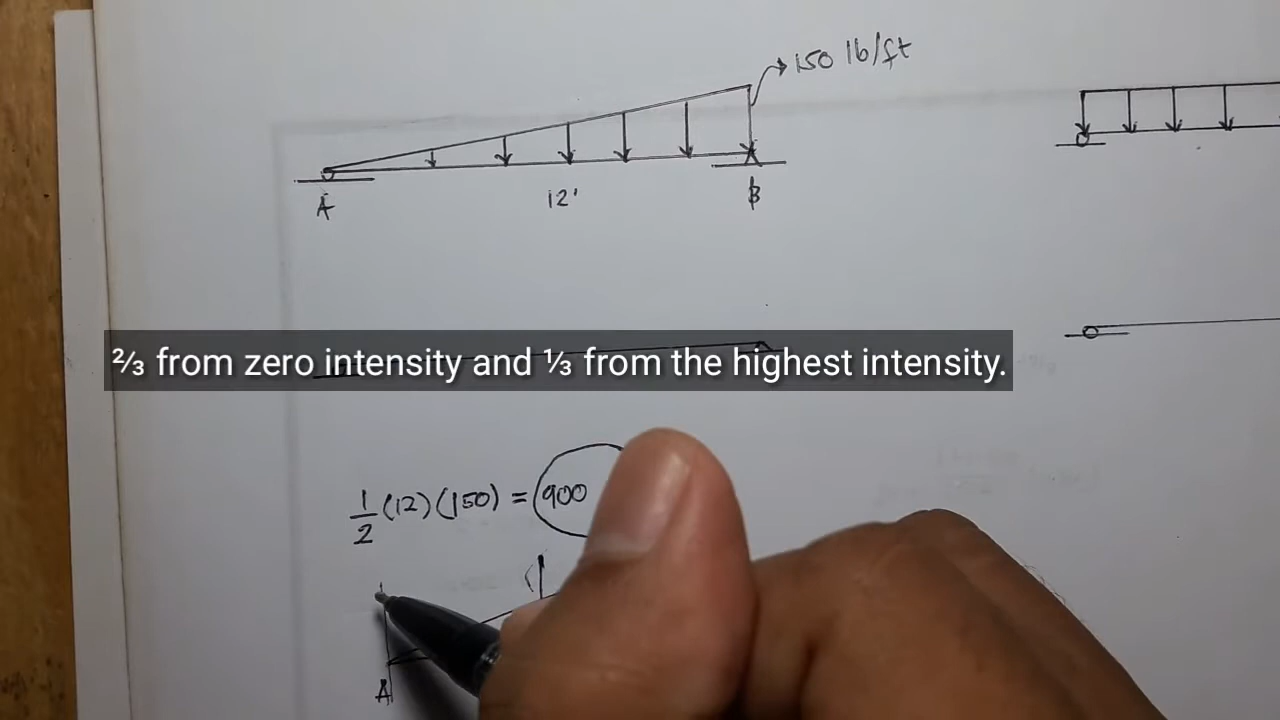 150 lb/ft
12'
A
B
⅔ from zero intensity and ⅓ from the highest intensity.
1/2 (12)(150) = 900
A